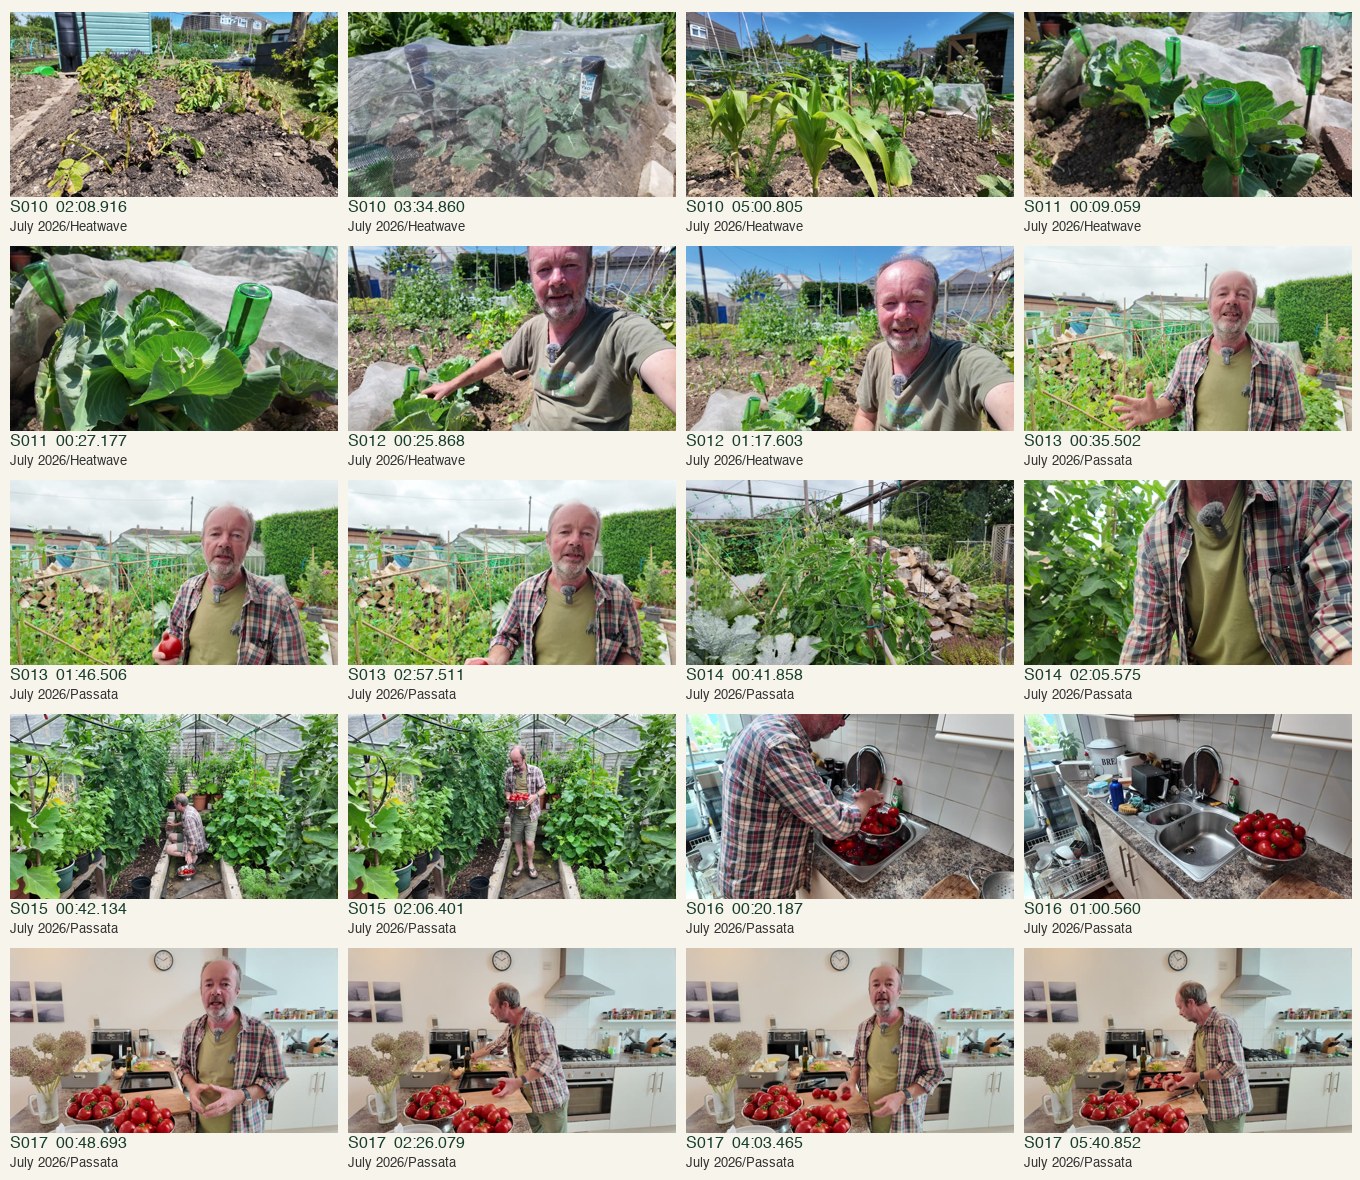 S010 02:08.916
July 2026/Heatwave
S010 03:34.860
July 2026/Heatwave
S010 05:00.805
July 2026/Heatwave
S011 00:09.059
July 2026/Heatwave
S011 00:27.177
July 2026/Heatwave
S012 00:25.868
July 2026/Heatwave
S012 01:17.603
July 2026/Heatwave
S013 00:35.502
July 2026/Passata
S013 01:46.506
July 2026/Passata
S013 02:57.511
July 2026/Passata
S014 00:41.858
July 2026/Passata
S014 02:05.575
July 2026/Passata
S015 00:42.134
July 2026/Passata
S015 02:06.401
July 2026/Passata
S016 00:20.187
July 2026/Passata
BRE
S016 01:00.560
July 2026/Passata
S017 00:48.693
July 2026/Passata
S017 02:26.079
July 2026/Passata
S017 04:03.465
July 2026/Passata
S017 05:40.852
July 2026/Passata